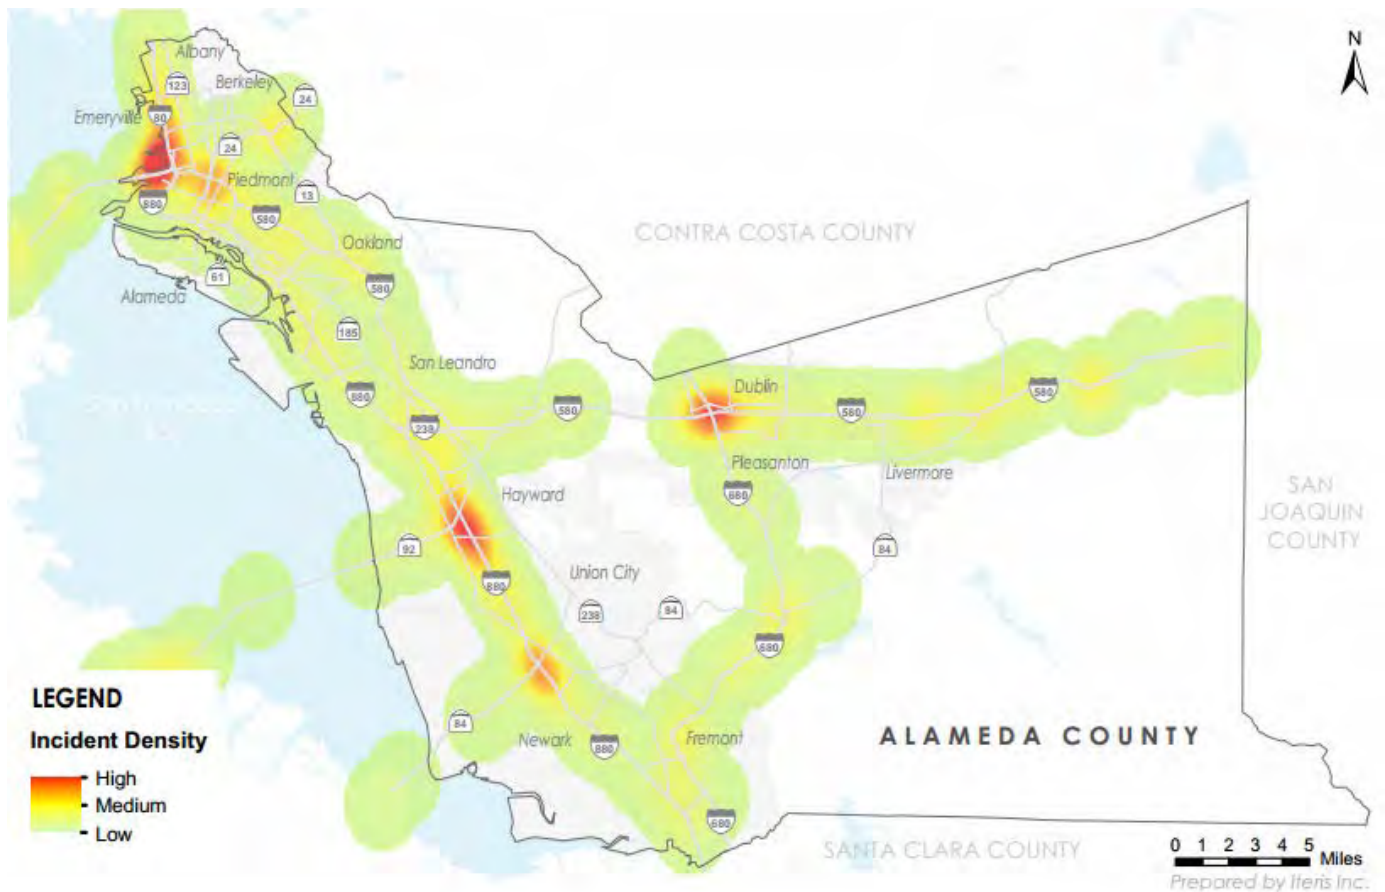 N
Albany
123
Berkeley
24
Emeryville
80
24
Piedmont
13
880
580
CONTRA COSTA COUNTY
Oakland
61
580
Alameda
185
San Leandro
Dublin
880
580
580
580
238
Pleasanton
Livermore
Hayward
680
SAN
JOAQUIN
COUNTY
92
84
Union City
880
238
84
680
LEGEND
Incident Density
High
Medium
Low
84
Newark
880
Fremont
ALAMEDA COUNTY
680
SANTA CLARA COUNTY
0 1 2 3 4 5
Miles
Prepared by Iteris Inc.